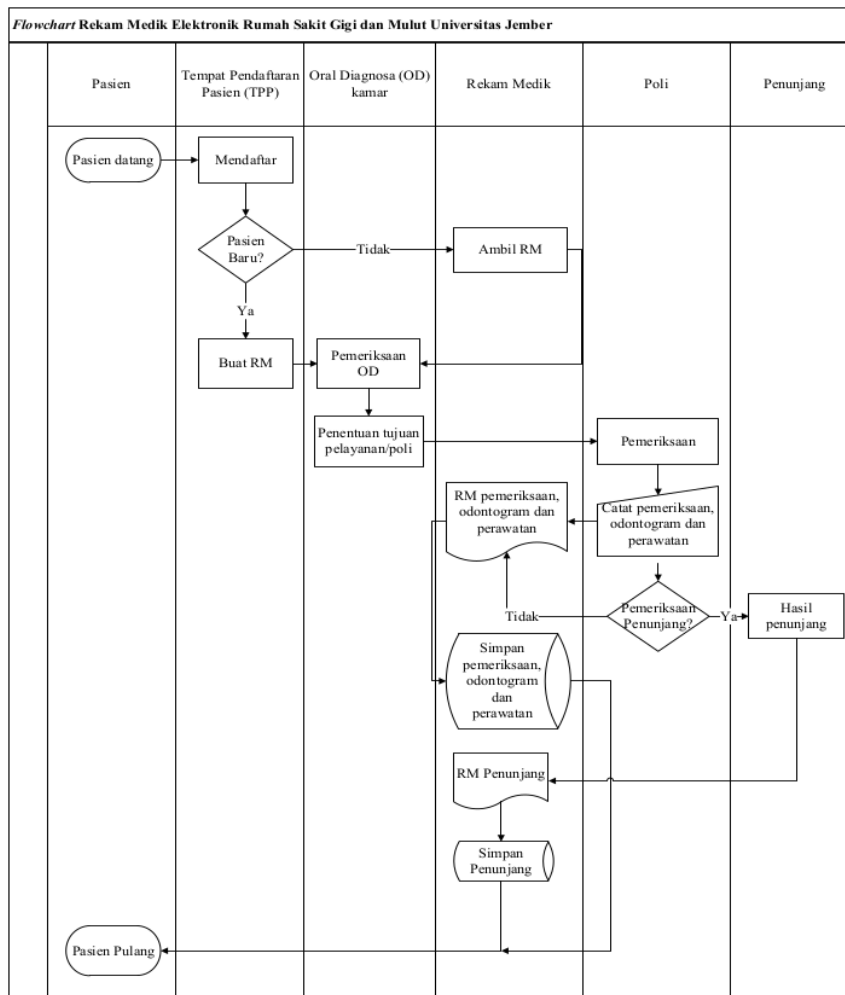 Flowchart Rekam Medik Elektronik Rumah Sakit Gigi dan Mulut Universitas Jember
Pasien
Tempat Pendaftaran
Pasien (TPP)
Oral Diagnosa (OD)
kamar
Rekam Medik
Poli
Penunjang
Pasien datang
Mendaftar
Pasien
Baru?
Tidak
Ambil RM
Ya
Buat RM
Pemeriksaan
OD
Penentuan tujuan
pelayanan/poli
Pemeriksaan
RM pemeriksaan,
odontogram dan
perawatan
Catat pemeriksaan,
odontogram dan
perawatan
Tidak
Pemeriksaan
Penunjang?
Ya
Hasil
penunjang
Simpan
pemeriksaan,
odontogram
dan
perawatan
RM Penunjang
Simpan
Penunjang
Pasien Pulang